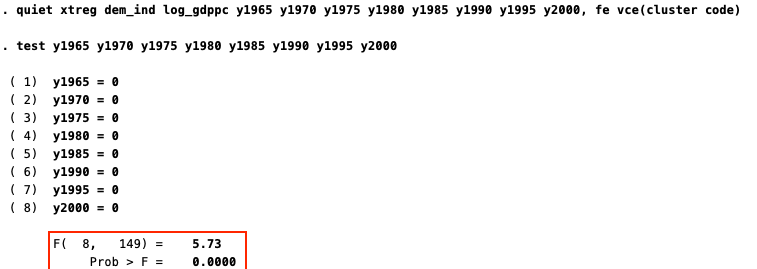 . quiet xtreg dem_ind log_gdppc y1965 y1970 y1975 y1980 y1985 y1990 y1995 y2000, fe vce(cluster code)
. test y1965 y1970 y1975 y1980 y1985 y1990 y1995 y2000
( 1)  y1965 = 0
( 2)  y1970 = 0
( 3)  y1975 = 0
( 4)  y1980 = 0
( 5)  y1985 = 0
( 6)  y1990 = 0
( 7)  y1995 = 0
( 8)  y2000 = 0
F(  8,   149) =    5.73
Prob > F =    0.0000